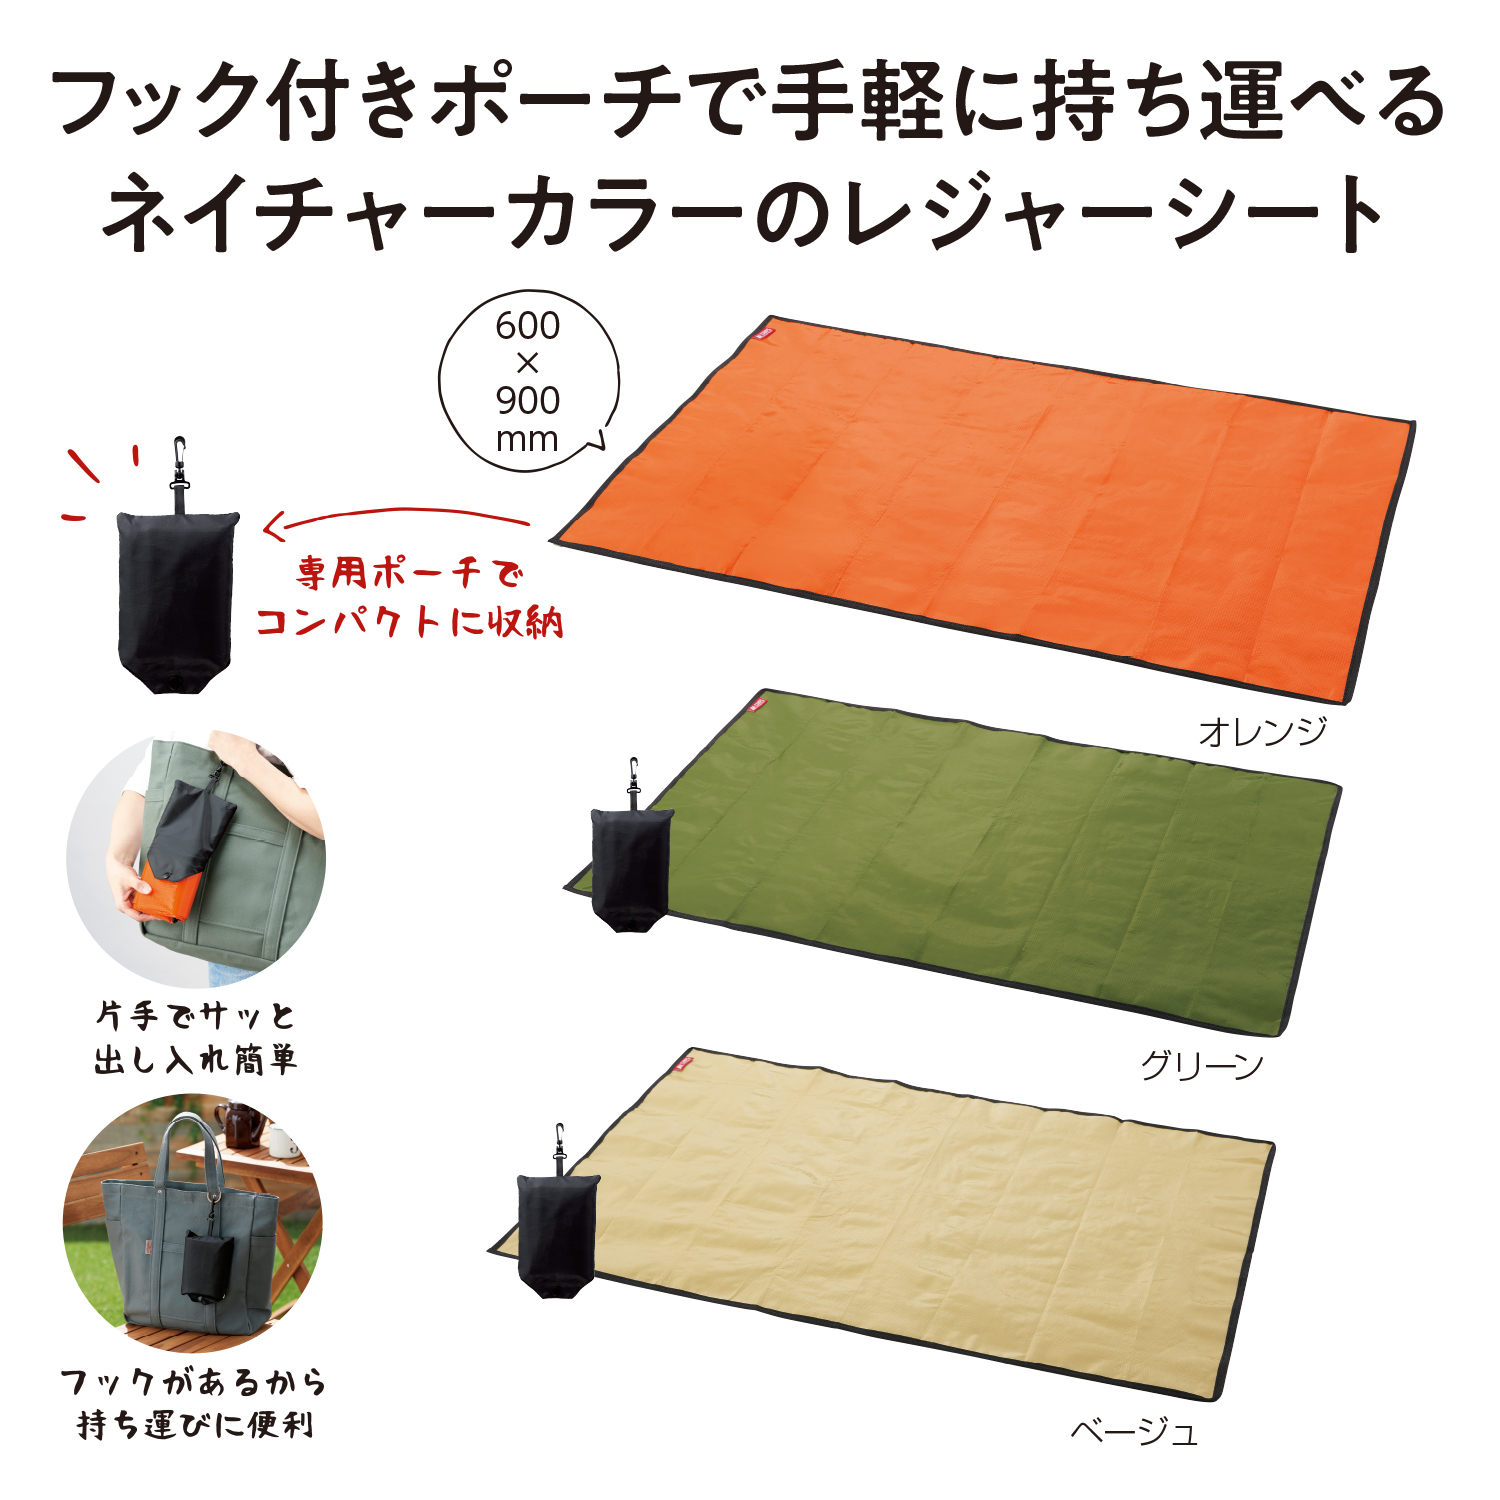 フック付きポーチで手軽に持ち運べる
ネイチャーカラーのレジャーシート
600
×
900
mm
専用ポーチで
コンパクトに収納
オレンジ
片手でサッと
出し入れ簡単
グリーン
フックがあるから
持ち運びに便利
ベージュ